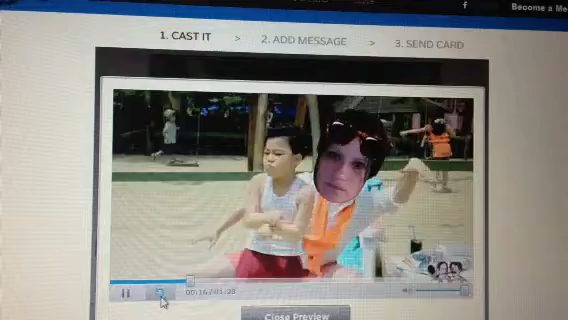 f
Become a Me
1. CAST IT > 2. ADD MESSAGE > 3. SEND CARD
Close Preview